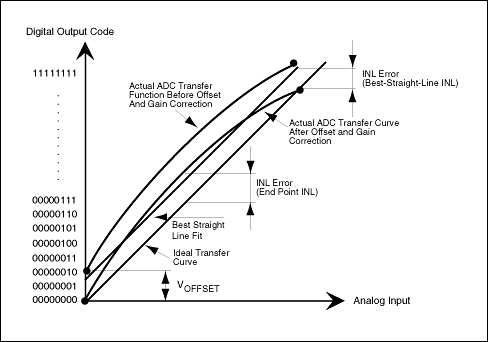 Digital Output Code
11111111
Actual ADC Transfer
Function Before Offset
And Gain Correction
INL Error
(Best-Straight-Line INL)
Actual ADC Transfer Curve
After Offset and Gain
Correction
INL Error
(End Point INL)
00000111
00000110
00000101
00000100
00000011
00000010
00000001
00000000
Best Straight
Line Fit
Ideal Transfer
Curve
VOFFSET
Analog Input